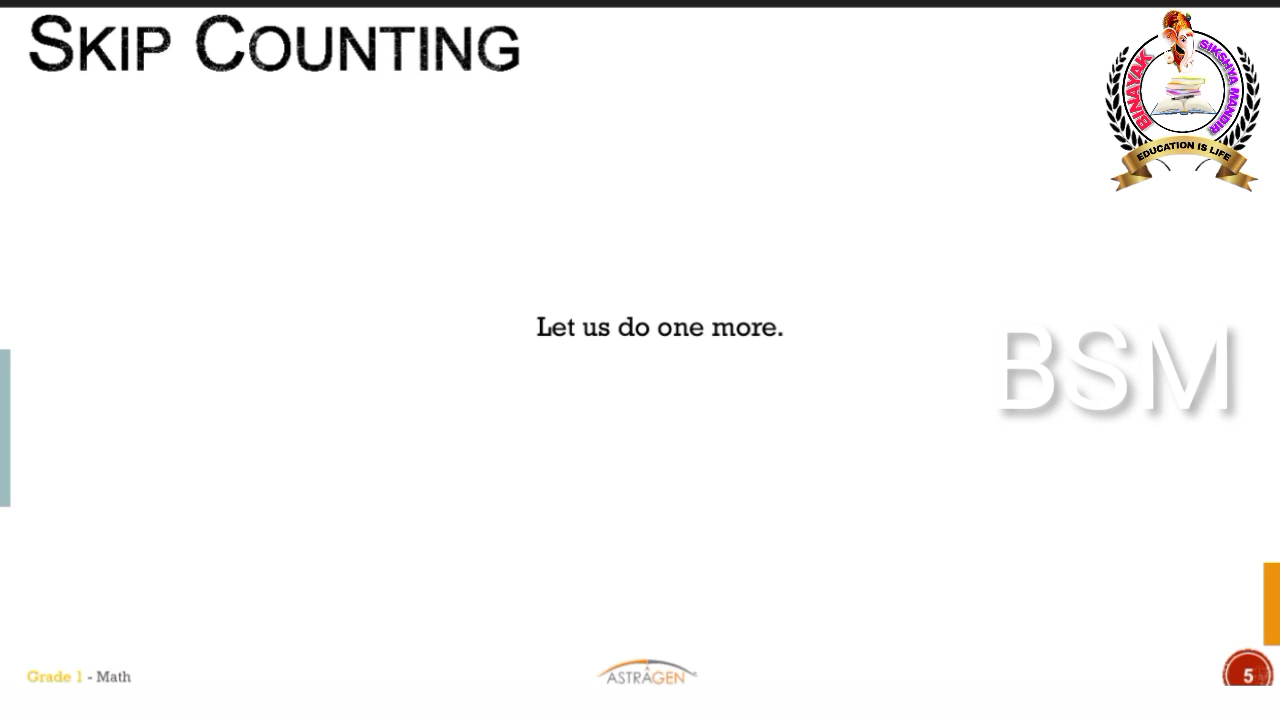 SKIP COUNTING
BINAYAK SIKSHYA MANDIR
EDUCATION IS LIFE
Let us do one more.
BSM
Grade 1 - Math
ASTRAGEN
5